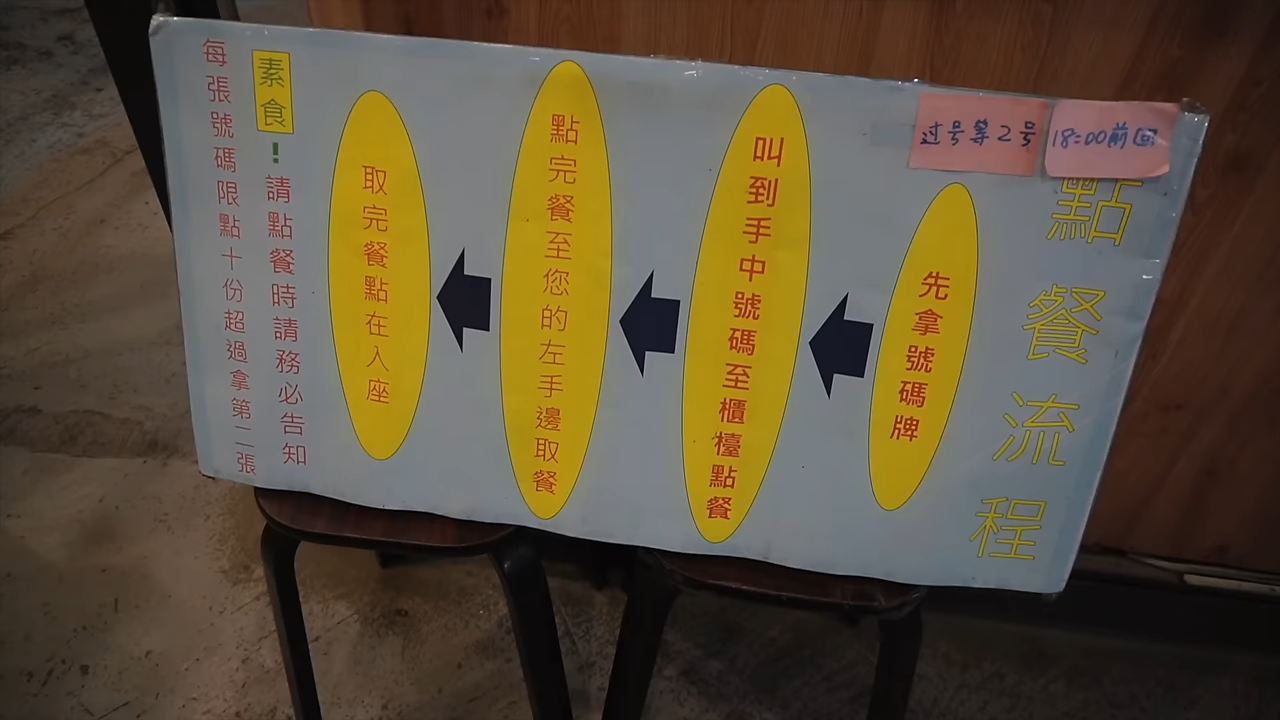 點餐流程
18:00前回
过号等2号
先拿號碼牌
叫到手中號碼至櫃檯點餐
點完餐至您的左手邊取餐
取完餐點在入座
素食!請點餐時請務必告知
每張號碼限點十份超過拿第二張